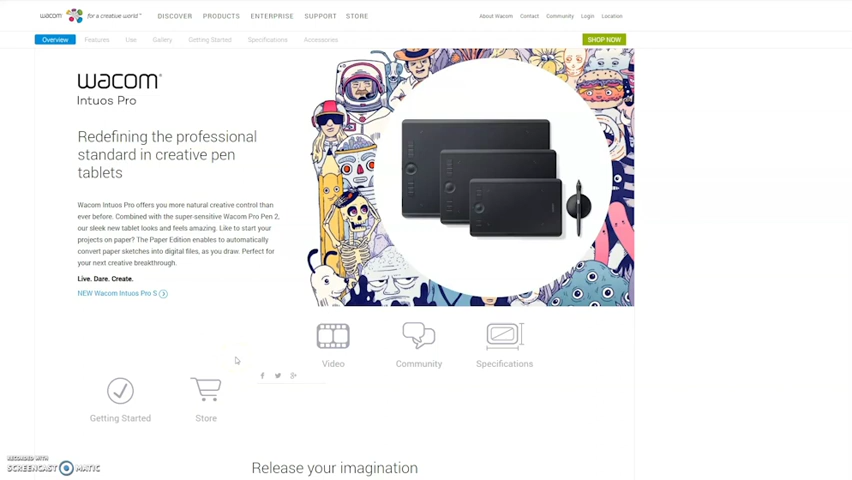 wacom for a creative world™ DISCOVER PRODUCTS ENTERPRISE SUPPORT STORE About Wacom Contact Community Login Location
Overview Features Use Gallery Getting Started Specifications Accessories SHOP NOW
wacom®
Intuos Pro
Redefining the professional
standard in creative pen
tablets
Wacom Intuos Pro offers you more natural creative control than
ever before. Combined with the super-sensitive Wacom Pro Pen 2,
our sleek new tablet looks and feels amazing. Like to start your
projects on paper? The Paper Edition enables to automatically
convert paper sketches into digital files, as you draw. Perfect for
your next creative breakthrough.
Live. Dare. Create.
NEW Wacom Intuos Pro S
Video Community Specifications
Getting Started Store
Release your imagination
RECORDED WITH
SCREENCAST MATIC